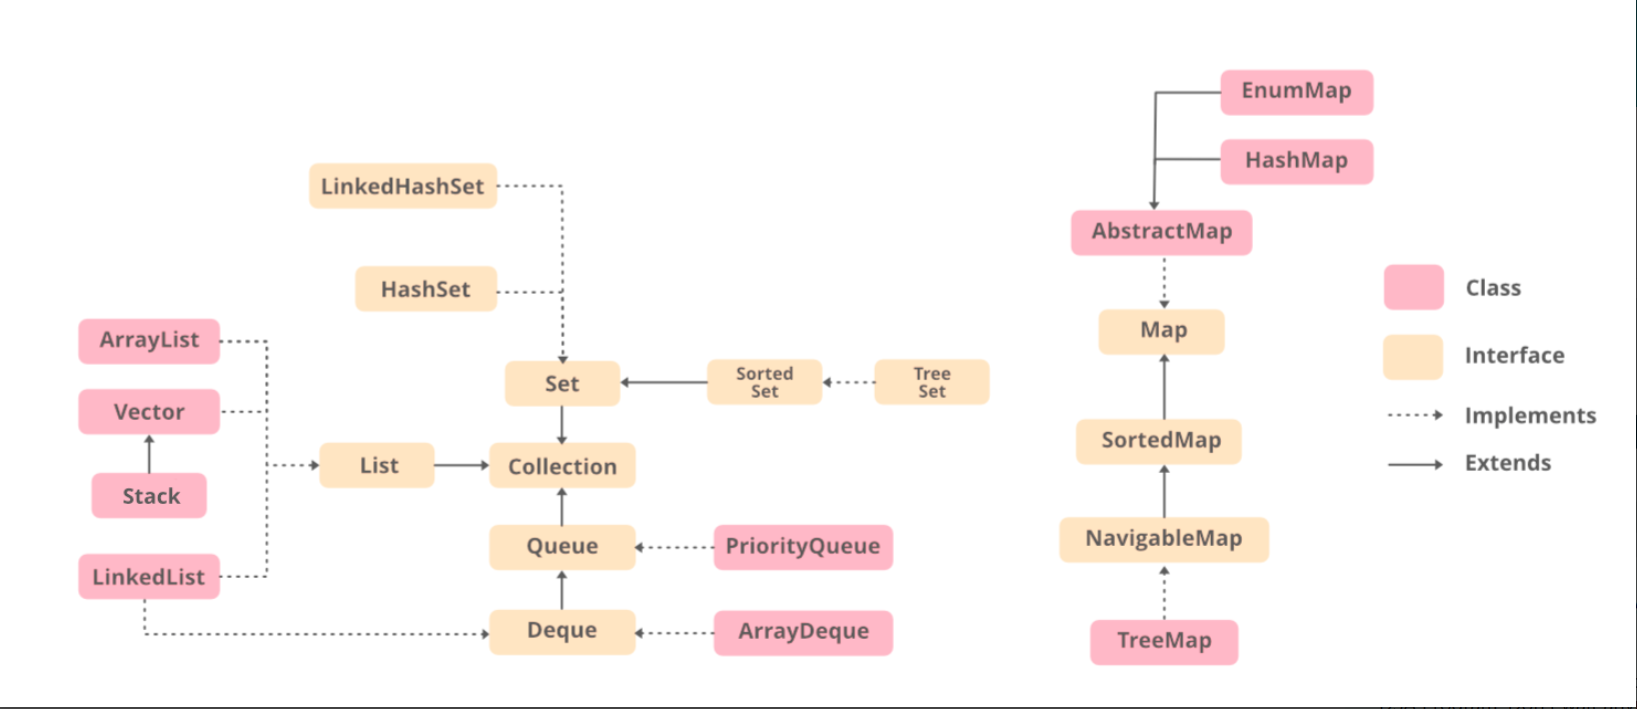 EnumMap
HashMap
LinkedHashSet
AbstractMap
HashSet
Class
ArrayList
Map
Interface
Set
Sorted
Set
Tree
Set
Vector
Implements
SortedMap
List
Collection
Extends
Stack
Queue
PriorityQueue
NavigableMap
LinkedList
Deque
ArrayDeque
TreeMap